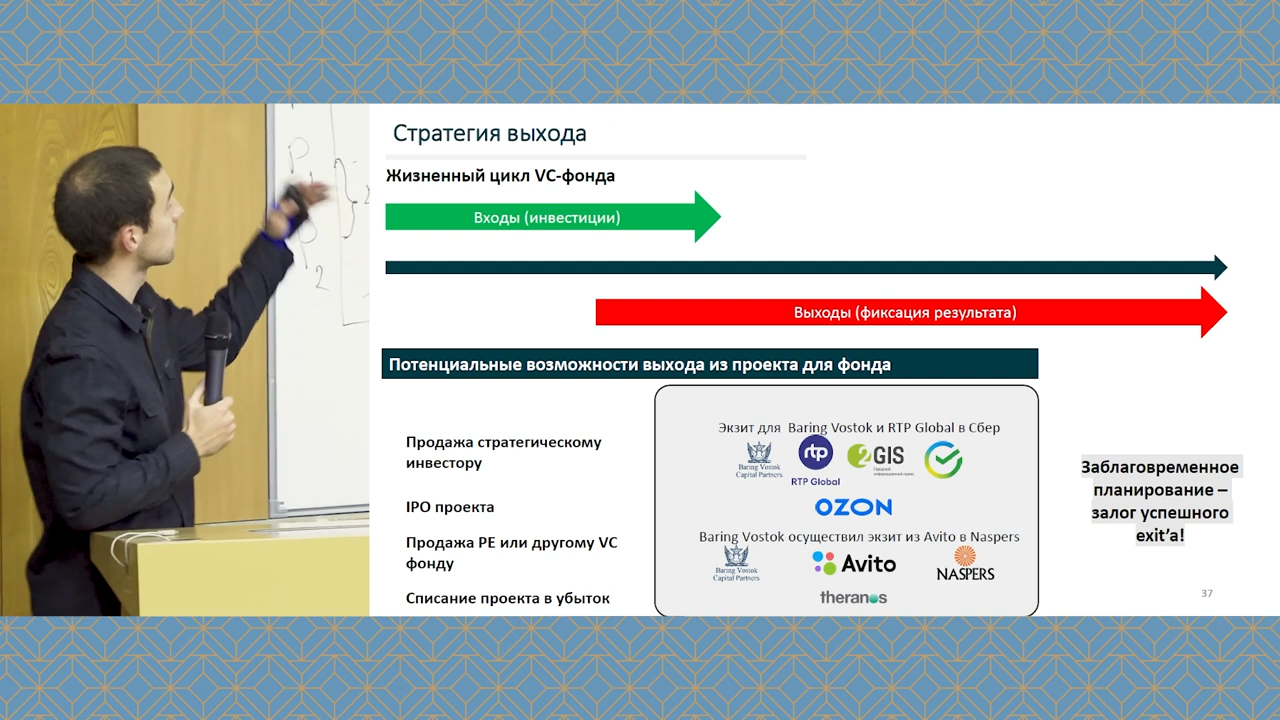 Стратегия выхода
Жизненный цикл VC-фонда
Входы (инвестиции)
Выходы (фиксация результата)
Потенциальные возможности выхода из проекта для фонда
Продажа стратегическому
инвестору
IPO проекта
Продажа PE или другому VC
фонду
Списание проекта в убыток
Экзит для Baring Vostok и RTP Global в Сбер
Baring Vostok
Capital Partners
rtp
RTP Global
2GIS
OZON
Baring Vostok осуществил экзит из Avito в Naspers
Baring Vostok
Capital Partners
Avito
NASPERS
theranos
Заблаговременное
планирование –
залог успешного
exit’а!
37
P
P
2